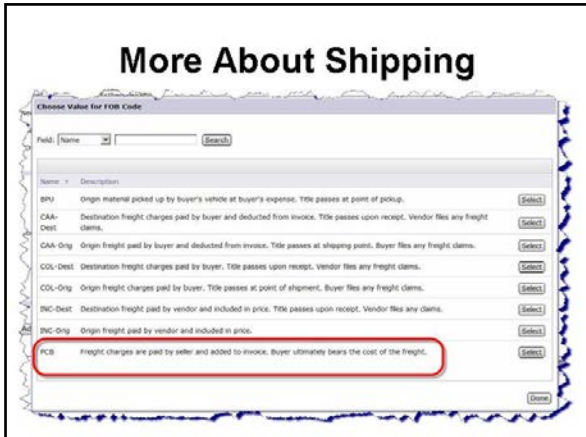 More About Shipping
Choose Value for FOB Code
Field: Name Search
Name Description
BPU Origin material picked up by buyer's vehicle at buyer's expense. Title passes at point of pickup. Select
CAA- Destination freight charges paid by buyer and deducted from invoice. Title passes upon receipt. Vendor files any freight Select
Dest claims.
CAA-Orig Origin freight paid by buyer and deducted from invoice. Title passes at shipping point. Buyer files any freight claims. Select
COL-Dest Destination freight charges paid by buyer. Title passes upon receipt. Vendor files any freight claims. Select
COL-Orig Origin freight charges paid by buyer. Title passes at point of shipment. Buyer files any freight claims. Select
INC-Dest Destination freight paid by vendor and included in price. Title passes upon receipt. Vendor files any claims. Select
INC-Orig Origin freight paid by vendor and included in price. Select
PCB Freight charges are paid by seller and added to invoice. Buyer ultimately bears the cost of the freight. Select
Done